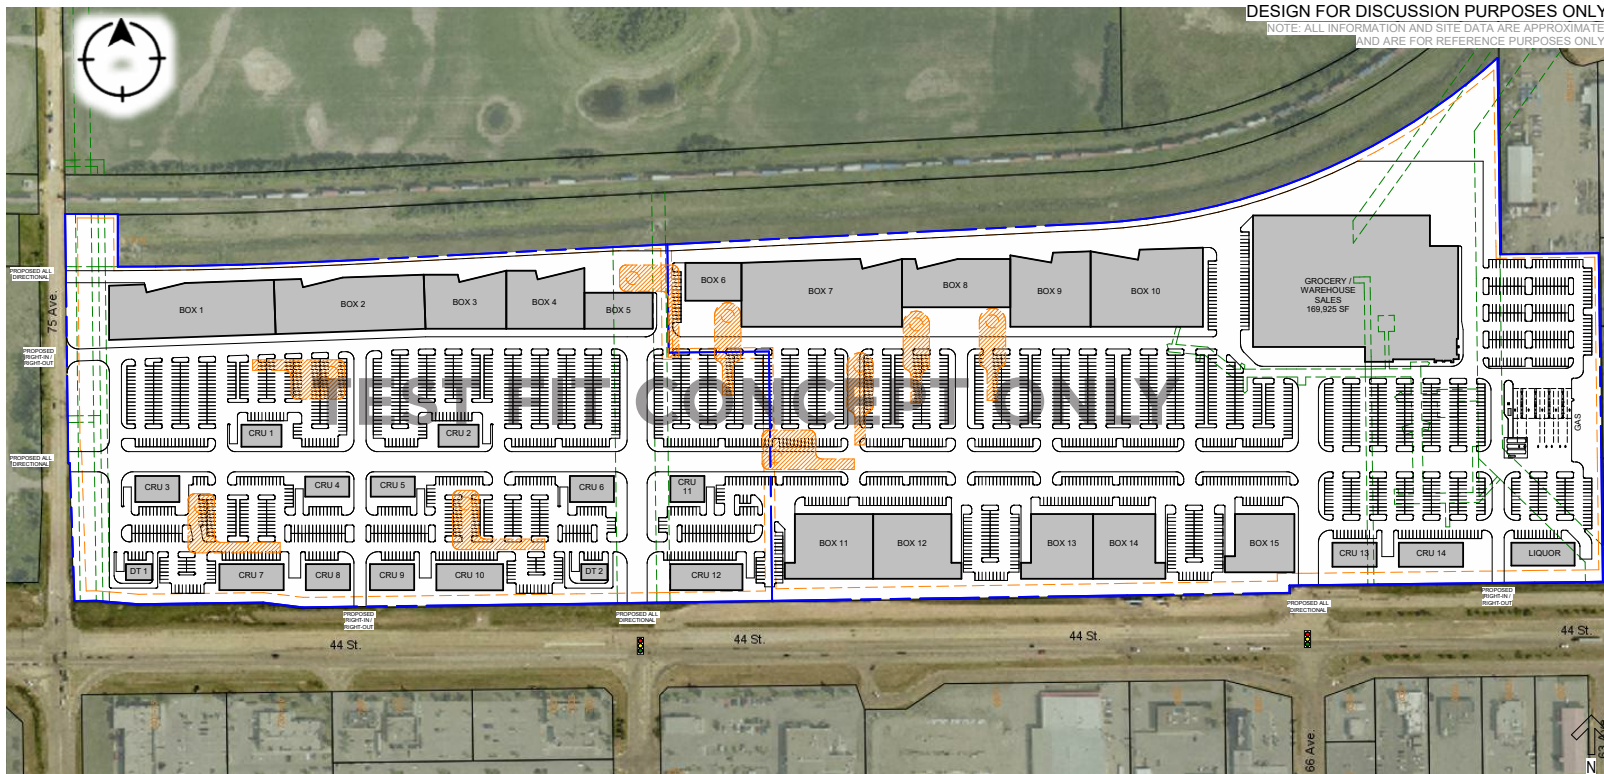 DESIGN FOR DISCUSSION PURPOSES ONLY
NOTE: ALL INFORMATION AND SITE DATA ARE APPROXIMATE
AND ARE FOR REFERENCE PURPOSES ONLY
PROPOSED ALL
DIRECTIONAL
75 Ave.
PROPOSED
RIGHT-IN /
RIGHT-OUT
PROPOSED ALL
DIRECTIONAL
BOX 1
BOX 2
BOX 3
BOX 4
BOX 5
BOX 6
BOX 7
BOX 8
BOX 9
BOX 10
GROCERY /
WAREHOUSE
SALES
169,925 SF
TEST FIT CONCEPT ONLY
GAS
CRU 1
CRU 2
CRU 3
CRU 4
CRU 5
CRU 6
CRU
11
BOX 11
BOX 12
BOX 13
BOX 14
BOX 15
CRU 13
CRU 14
LIQUOR
DT 1
CRU 7
CRU 8
CRU 9
CRU 10
DT 2
CRU 12
PROPOSED
RIGHT-IN /
RIGHT-OUT
PROPOSED ALL
DIRECTIONAL
PROPOSED ALL
DIRECTIONAL
PROPOSED
RIGHT-IN /
RIGHT-OUT
44 St.
44 St.
44 St.
44 St.
66 Ave.
63 Ave
N